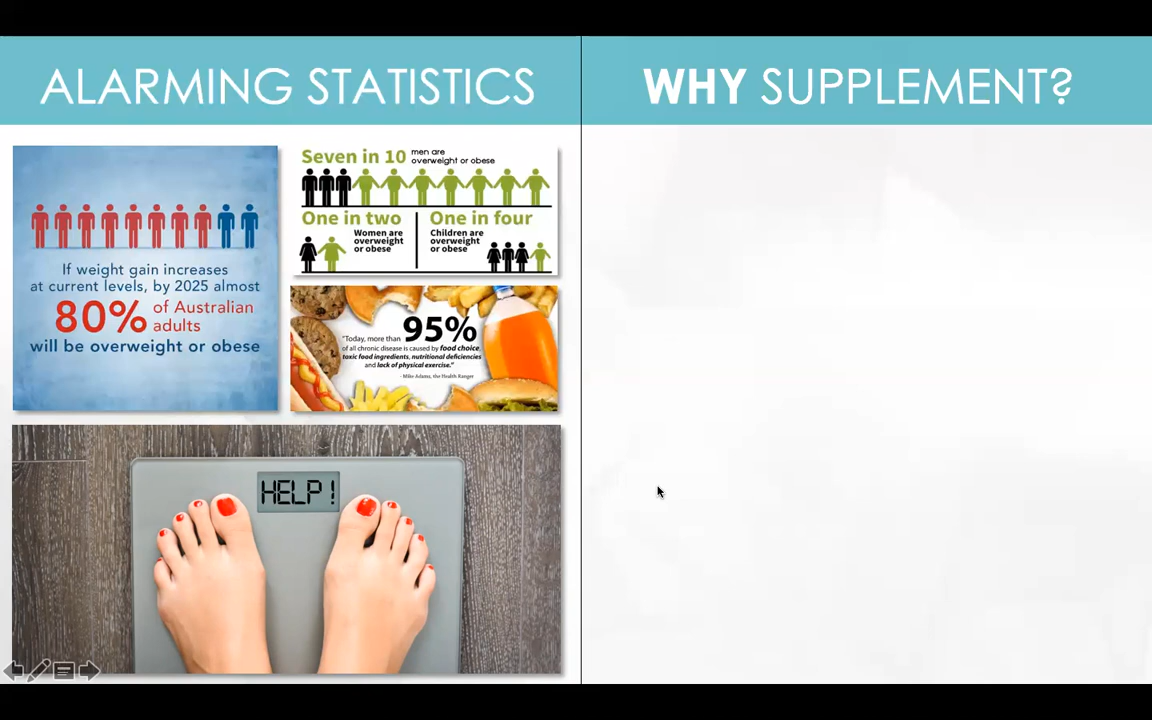 ALARMING STATISTICS
If weight gain increases
at current levels, by 2025 almost
80% of Australian
adults
will be overweight or obese
Seven in 10 men are
overweight or obese
One in two
Women are
overweight
or obese
One in four
Children are
overweight
or obese
"Today, more than 95%
of all chronic disease is caused by food choice,
toxic food ingredients, nutritional deficiencies
and lack of physical exercise."
- Mike Adams, the Health Ranger
HELP!
WHY SUPPLEMENT?